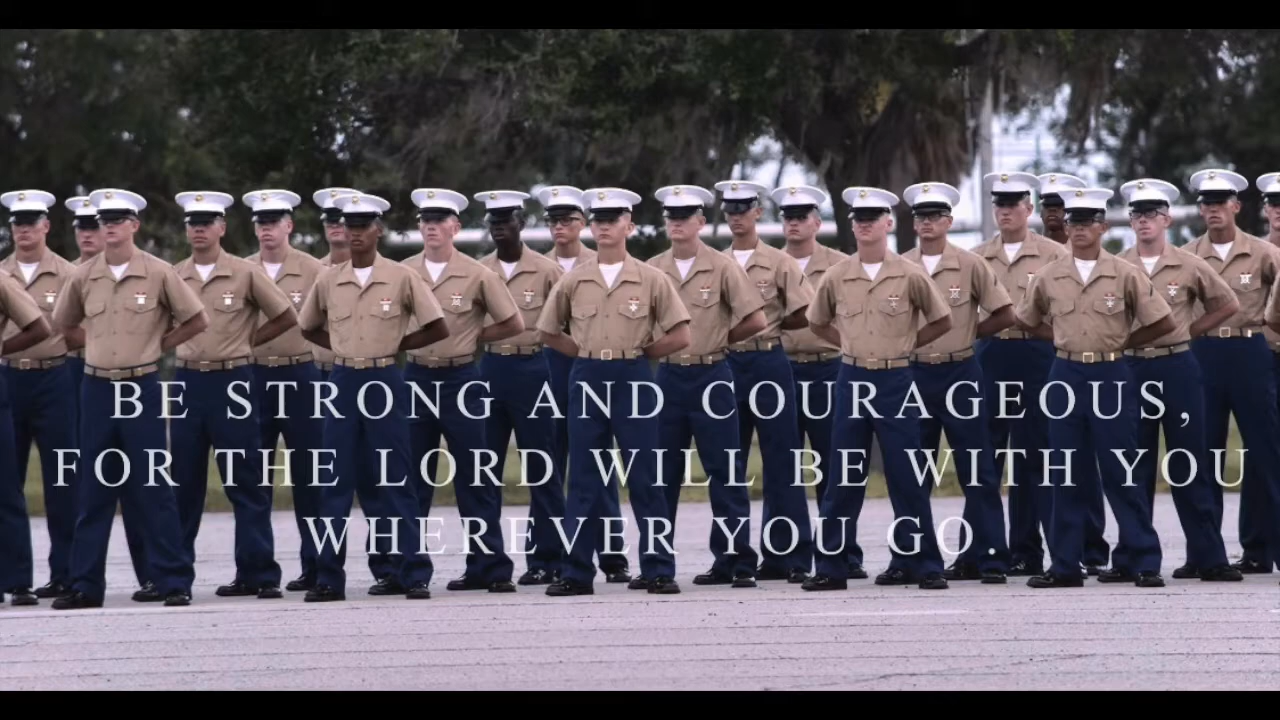 BE STRONG AND COURAGEOUS,
FOR THE LORD WILL BE WITH YOU
WHEREVER YOU GO.